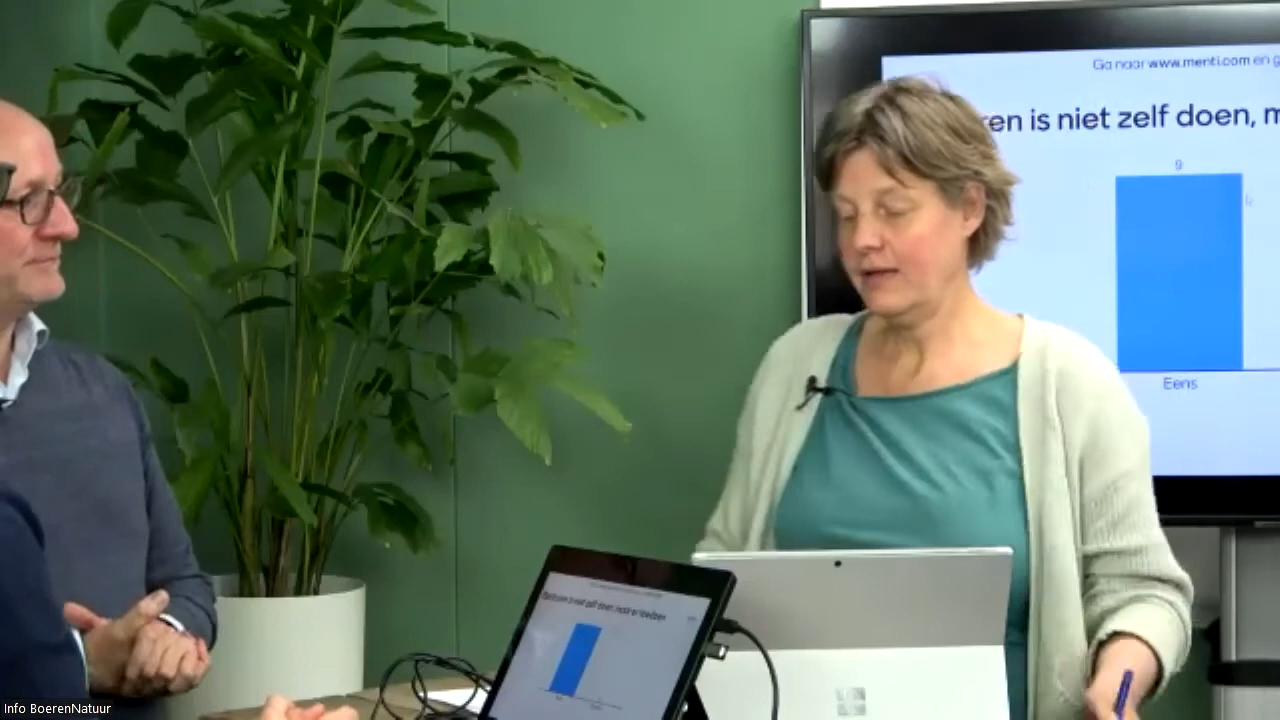 Ga naar www.menti.com en g
ren is niet zelf doen, m
9
Eens
Info BoerenNatuur